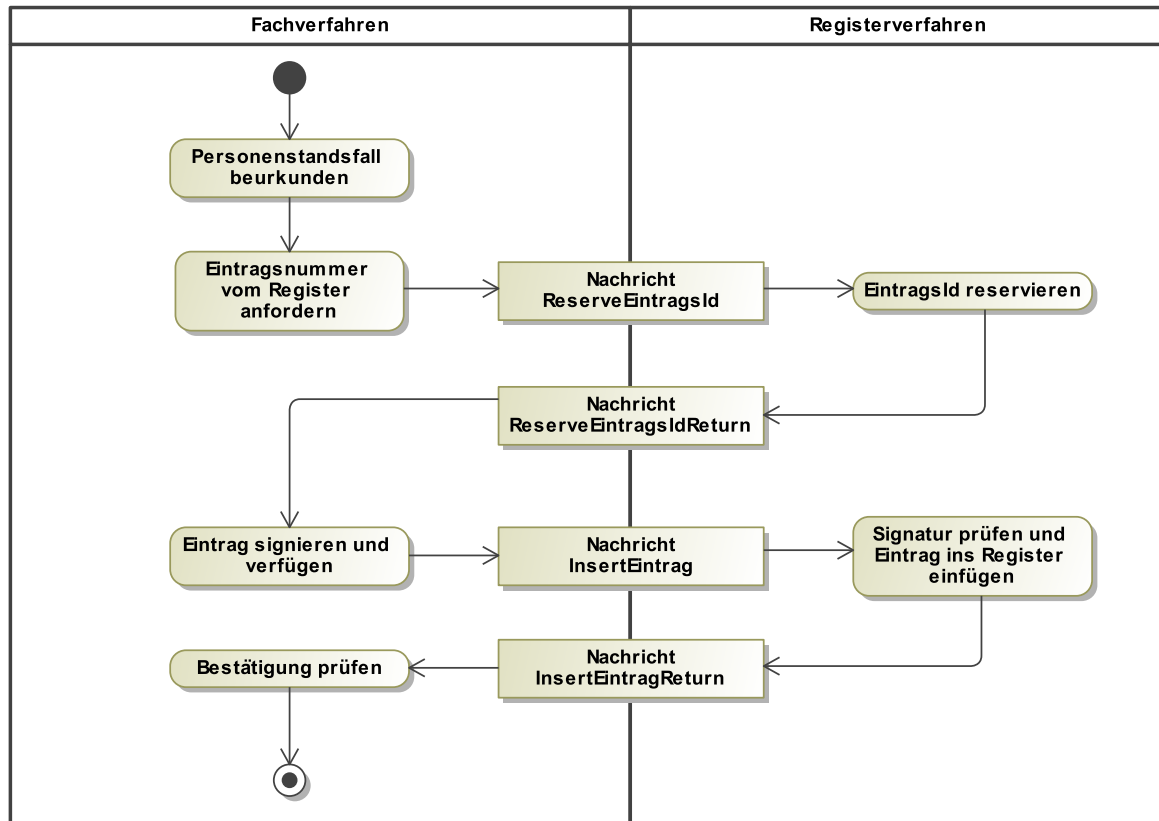 Fachverfahren
Registerverfahren
Personenstandsfall
beurkunden
Eintragsnummer
vom Register
anfordern
Nachricht
ReserveEintragsId
EintragsId reservieren
Nachricht
ReserveEintragsIdReturn
Eintrag signieren und
verfügen
Nachricht
InsertEintrag
Signatur prüfen und
Eintrag ins Register
einfügen
Nachricht
InsertEintragReturn
Bestätigung prüfen